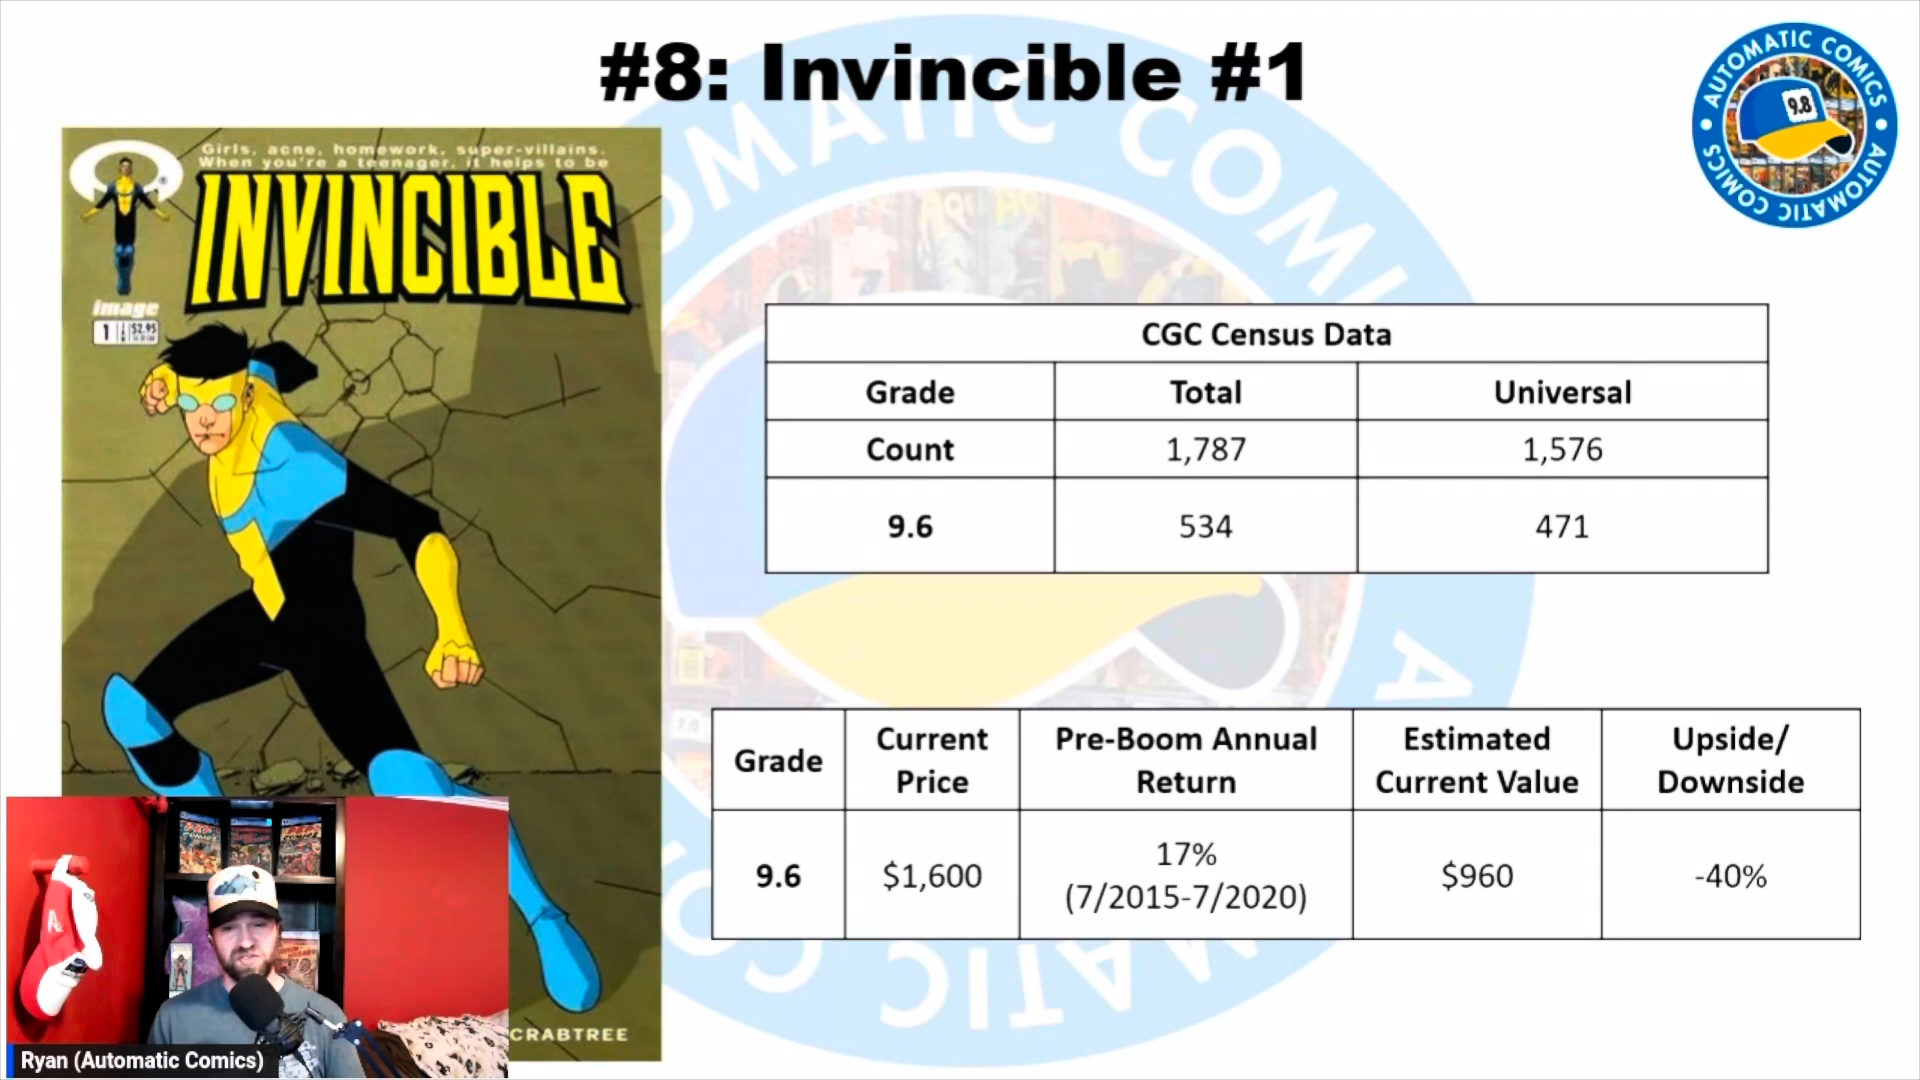 #8: Invincible #1
AUTOMATIC COMICS
AUTOMATIC COMICS
9.8
Girls, acne, homework, super-villains.
When you're a teenager, it helps to be
INVINCIBLE
image
1
$2.95
CRABTREE
CGC Census Data
Grade Total Universal
Count 1,787 1,576
9.6 534 471
Grade Current Price Pre-Boom Annual Return Estimated Current Value Upside/ Downside
9.6 $1,600 17% (7/2015-7/2020) $960 -40%
Ryan (Automatic Comics)